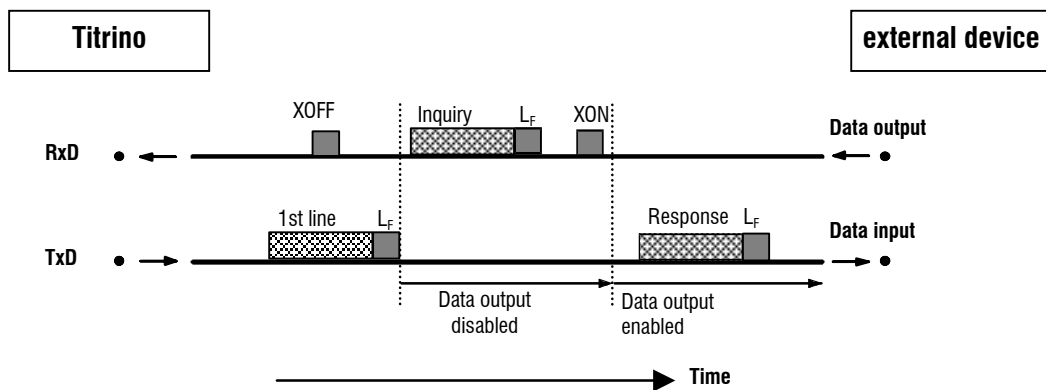 Titrino
external device
XOFF
Inquiry
LF
XON
Data output
RxD
1st line
LF
Response
LF
Data input
TxD
Data output
disabled
Data output
enabled
Time